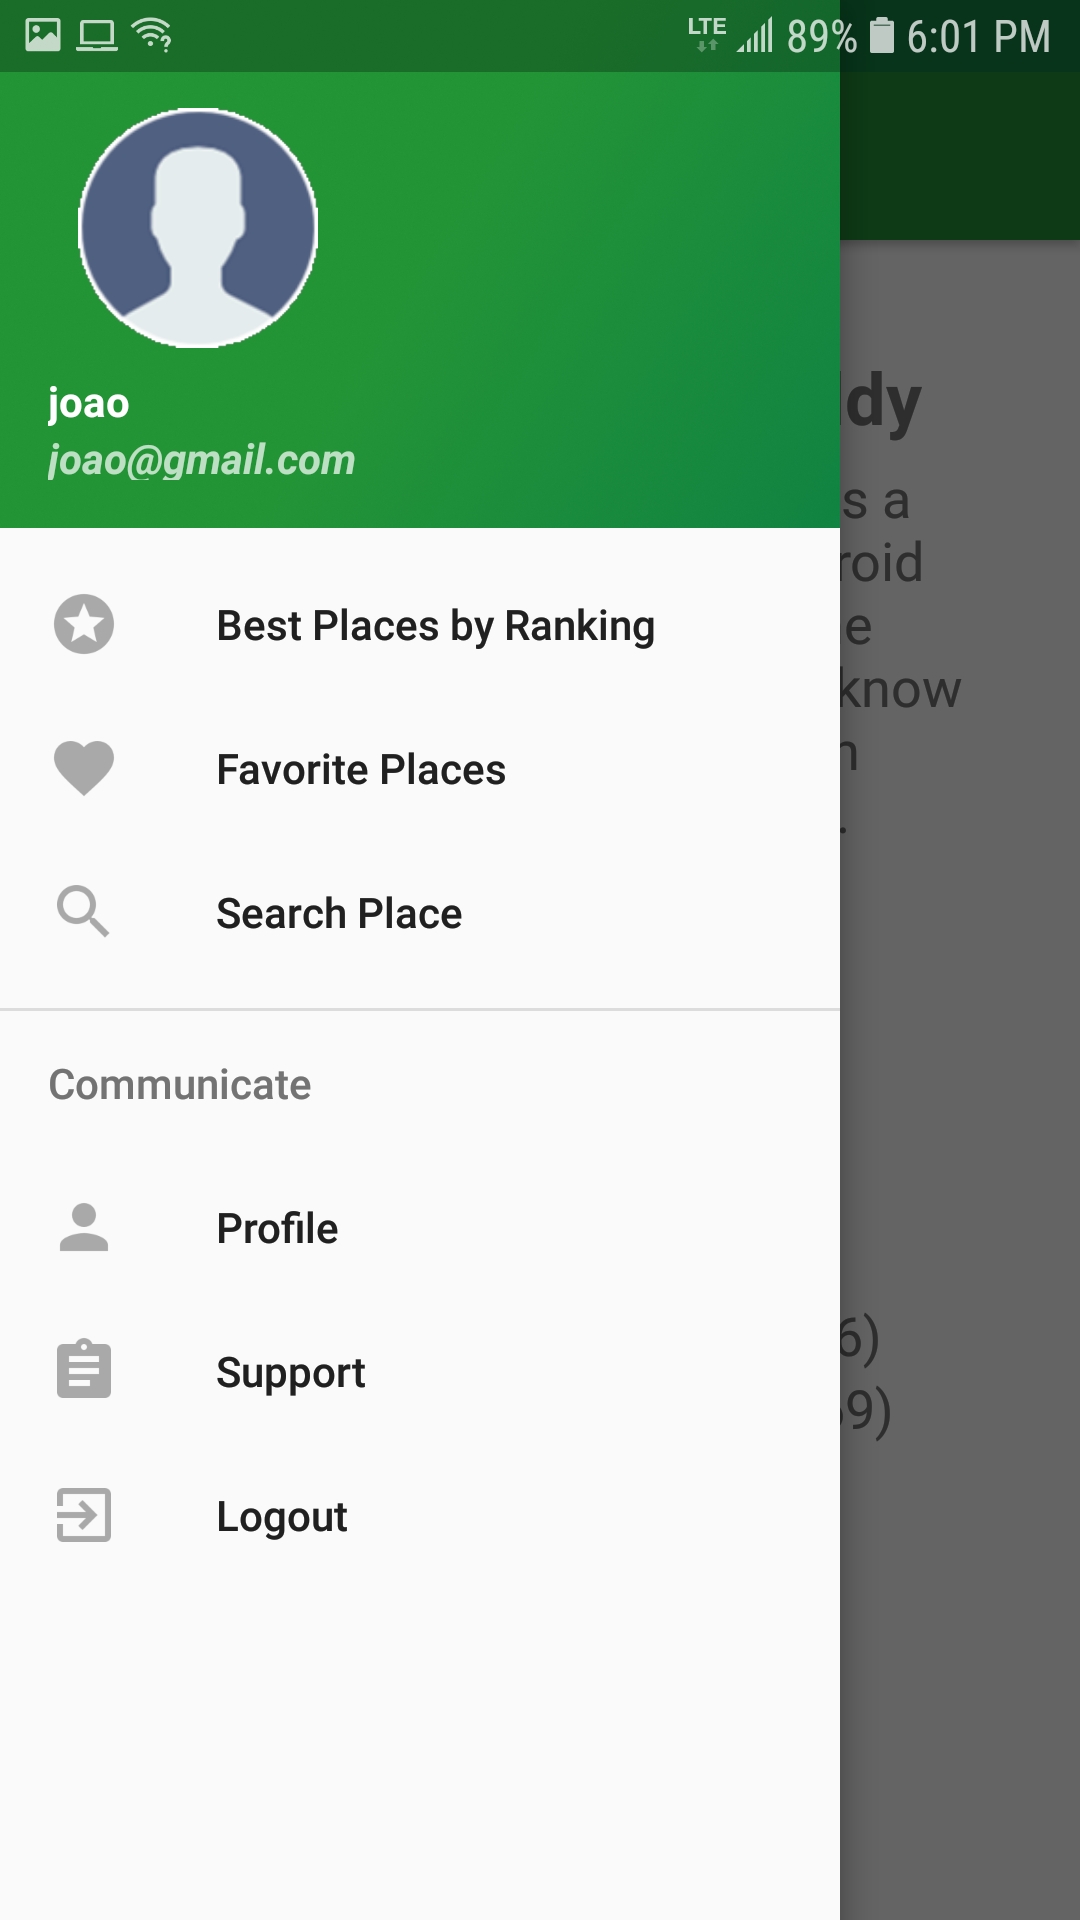 LTE 89% 6:01 PM
joao
joao@gmail.com
dy
s a
roid
Best Places by Ranking
e
know
Favorite Places
n
.
Search Place
Communicate
Profile
6)
Support
9)
Logout